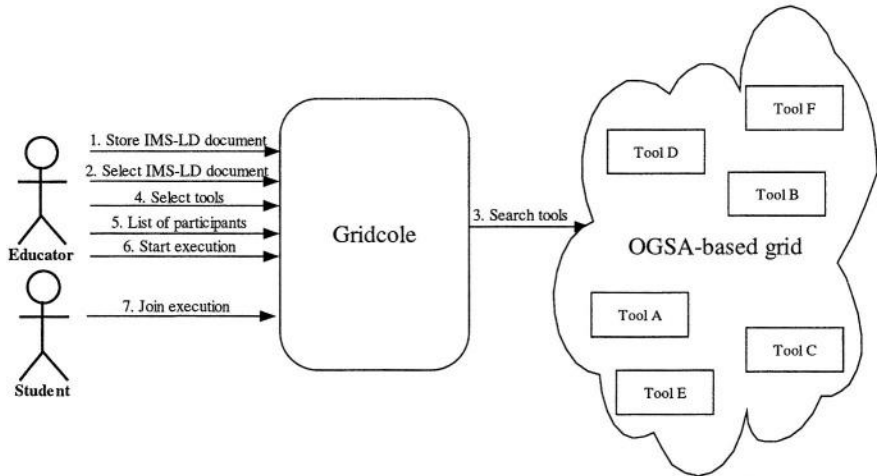 1. Store IMS-LD document
2. Select IMS-LD document
4. Select tools
5. List of participants
6. Start execution
Educator
7. Join execution
Student
Gridcole
3. Search tools
OGSA-based grid
Tool F
Tool D
Tool B
Tool A
Tool C
Tool E